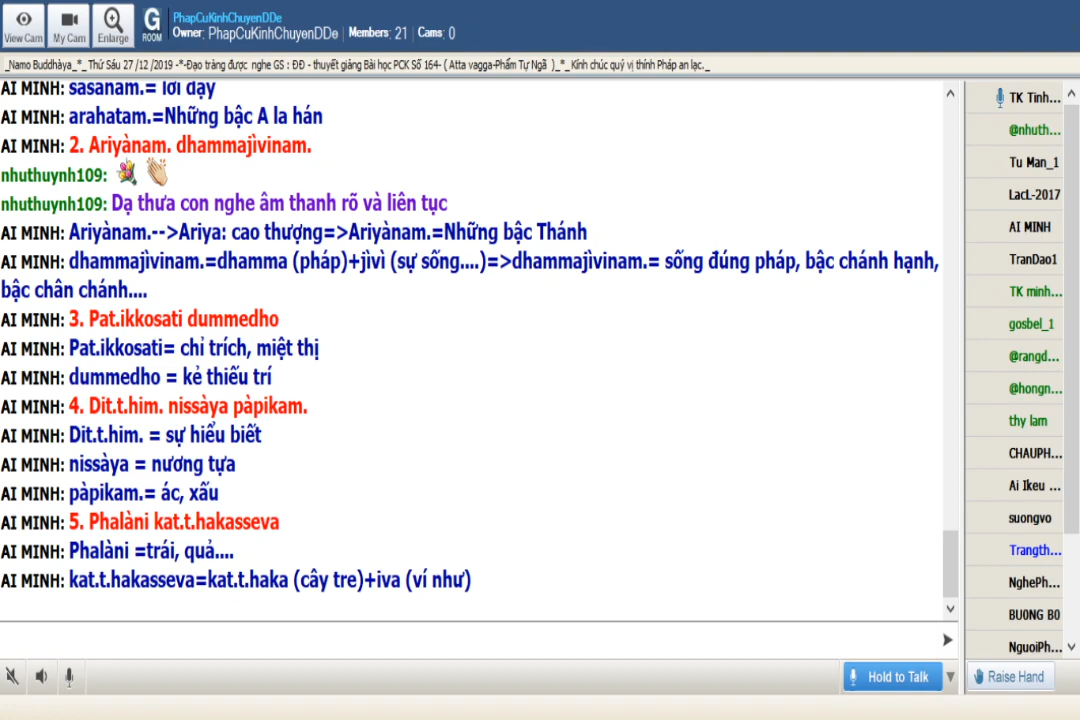 View Cam
My Cam
Enlarge
G
ROOM
PhapCuKinhChuyenDDe
Owner: PhapCuKinhChuyenDDe | Members: 21 | Cams: 0
_Namo Buddhàya_*_ Thứ Sáu 27 /12 /2019 -*-Đạo tràng được nghe GS : ĐĐ - thuyết giảng Bài học PCK Số 164- ( Atta vagga-Phẩm Tự Ngã )_*_Kính chúc quý vị thính Pháp an lạc._
AI MINH: sasanam.= lời dạy
AI MINH: arahatam.=Những bậc A la hán
AI MINH: 2. Ariyànam. dhammajìvinam.
nhuthuynh109:
nhuthuynh109: Dạ thưa con nghe âm thanh rõ và liên tục
AI MINH: Ariyànam.-->Ariya: cao thượng=>Ariyànam.=Những bậc Thánh
AI MINH: dhammajìvinam.=dhamma (pháp)+jìvì (sự sống....)=>dhammajìvinam.= sống đúng pháp, bậc chánh hạnh,
bậc chân chánh....
AI MINH: 3. Pat.ikkosati dummedho
AI MINH: Pat.ikkosati= chỉ trích, miệt thị
AI MINH: dummedho = kẻ thiếu trí
AI MINH: 4. Dit.t.him. nissàya pàpikam.
AI MINH: Dit.t.him. = sự hiểu biết
AI MINH: nissàya = nương tựa
AI MINH: pàpikam.= ác, xấu
AI MINH: 5. Phalàni kat.t.hakasseva
AI MINH: Phalàni =trái, quả....
AI MINH: kat.t.hakasseva=kat.t.haka (cây tre)+iva (ví như)
TK Tinh...
@nhuth...
Tu Man_1
LacL-2017
AI MINH
TranDao1
TK minh...
gosbel_1
@rangd...
@hongn...
thy lam
CHAUPH...
Ai Ikeu ...
suongvo
Trangth...
NghePh...
BUONG BO
NguoiPh...
Hold to Talk
Raise Hand